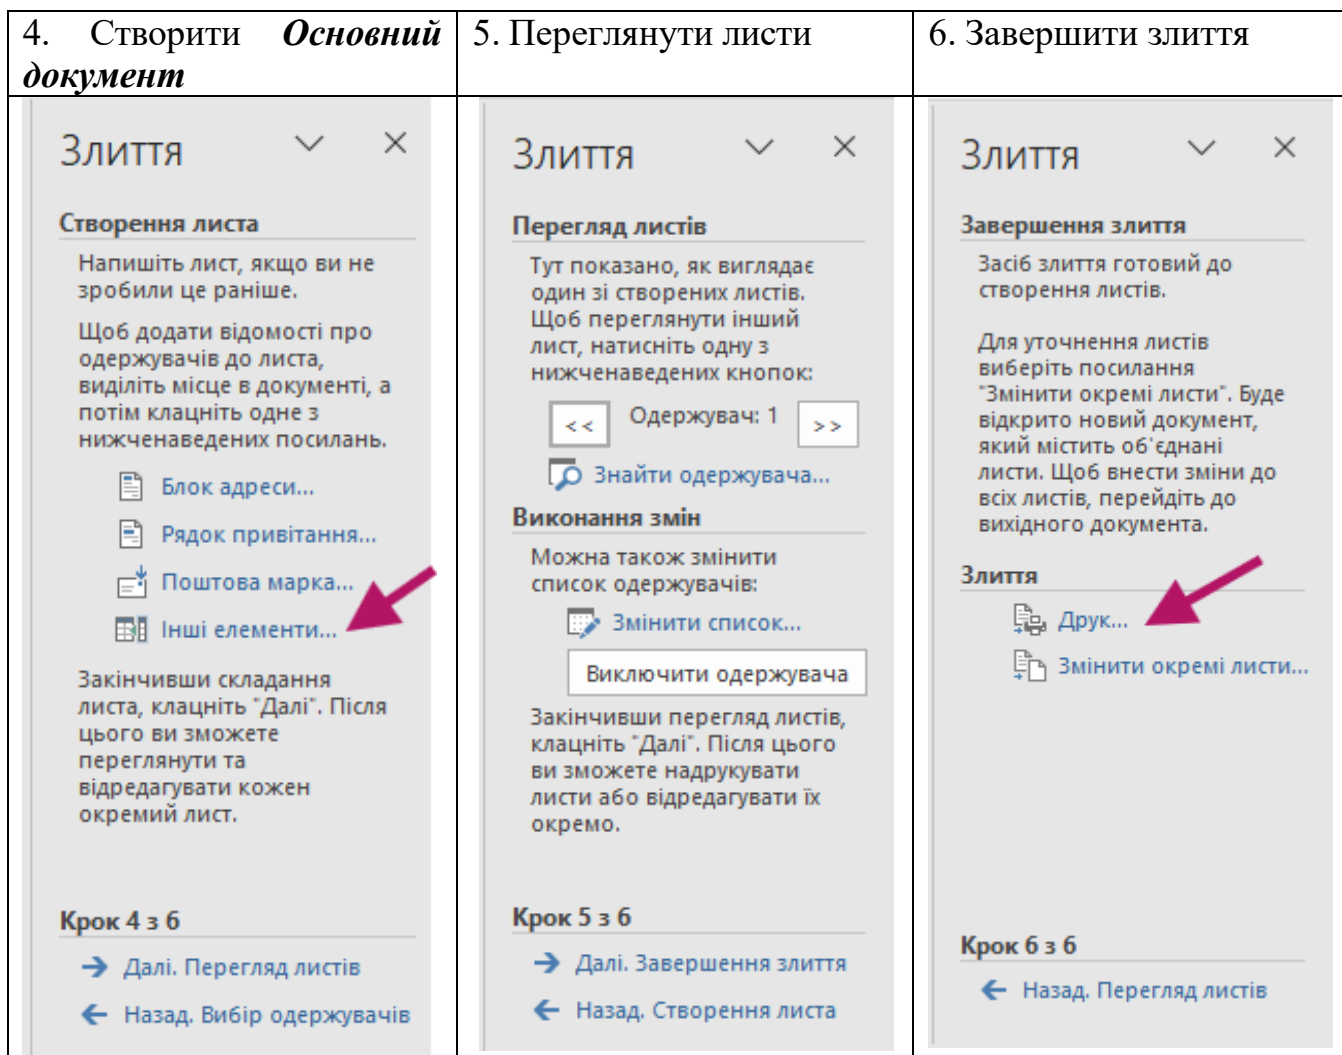 4. Створити Основний
документ
5. Переглянути листи
6. Завершити злиття
Злиття
Створення листа
Напишіть лист, якщо ви не
зробили це раніше.
Щоб додати відомості про
одержувачів до листа,
виділіть місце в документі, а
потім клацніть одне з
нижченаведених посилань.
Блок адреси...
Рядок привітання...
Поштова марка...
Інші елементи...
Закінчивши складання
листа, клацніть "Далі". Після
цього ви зможете
переглянути та
відредагувати кожен
окремий лист.
Крок 4 з 6
Далі. Перегляд листів
Назад. Вибір одержувачів
Злиття
Перегляд листів
Тут показано, як виглядає
один зі створених листів.
Щоб переглянути інший
лист, натисніть одну з
нижченаведених кнопок:
<< Одержувач: 1 >>
Знайти одержувача...
Виконання змін
Можна також змінити
список одержувачів:
Змінити список...
Виключити одержувача
Закінчивши перегляд листів,
клацніть "Далі". Після цього
ви зможете надрукувати
листи або відредагувати їх
окремо.
Крок 5 з 6
Далі. Завершення злиття
Назад. Створення листа
Злиття
Завершення злиття
Засіб злиття готовий до
створення листів.
Для уточнення листів
виберіть посилання
"Змінити окремі листи". Буде
відкрито новий документ,
який містить об'єднані
листи. Щоб внести зміни до
всіх листів, перейдіть до
вихідного документа.
Злиття
Друк...
Змінити окремі листи...
Крок 6 з 6
Назад. Перегляд листів